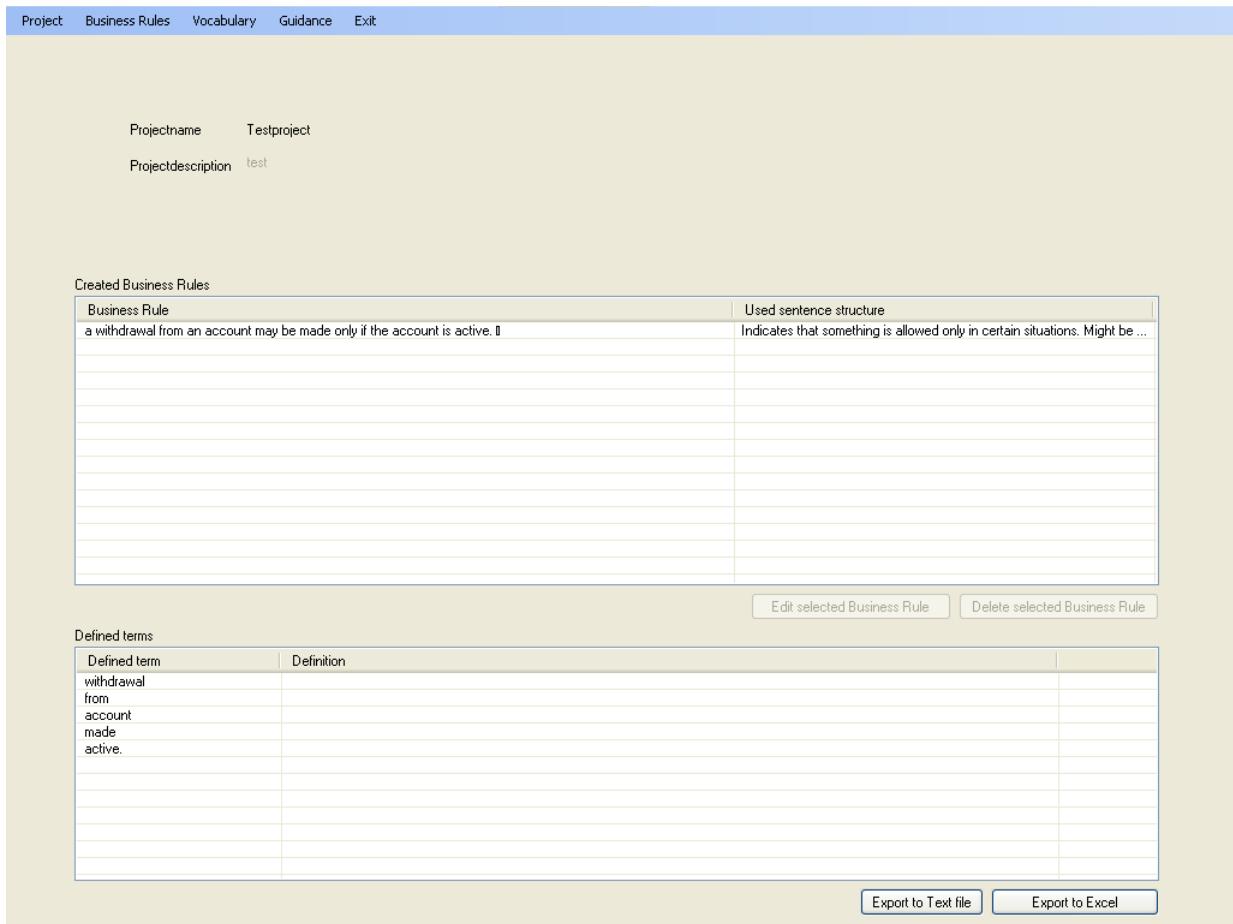 Project Business Rules Vocabulary Guidance Exit
Projectname Testproject
Projectdescription test
Created Business Rules
Business Rule Used sentence structure
a withdrawal from an account may be made only if the account is active. ▯ Indicates that something is allowed only in certain situations. Might be ...
Edit selected Business Rule Delete selected Business Rule
Defined terms
Defined term Definition
withdrawal
from
account
made
active.
Export to Text file Export to Excel